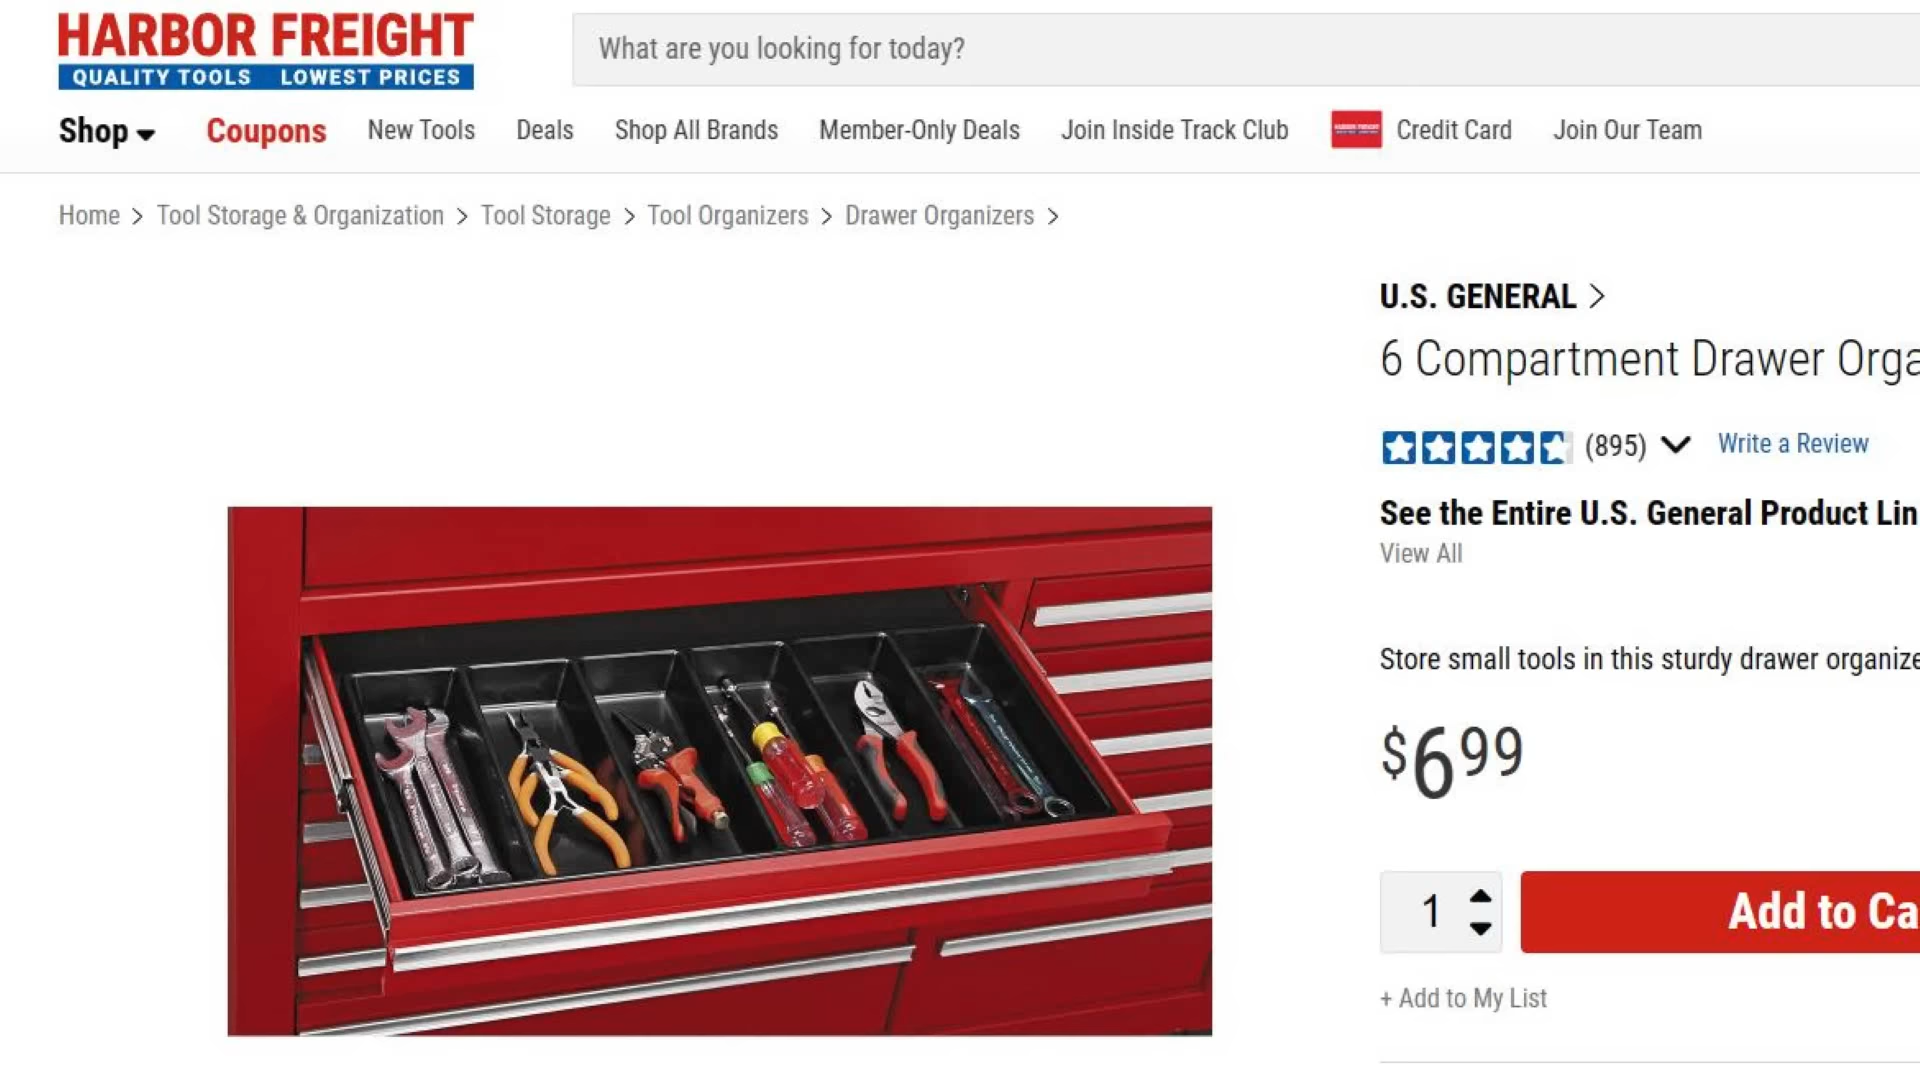 HARBOR FREIGHT
QUALITY TOOLS LOWEST PRICES
What are you looking for today?
Shop
Coupons
New Tools
Deals
Shop All Brands
Member-Only Deals
Join Inside Track Club
Credit Card
Join Our Team
Home > Tool Storage & Organization > Tool Storage > Tool Organizers > Drawer Organizers >
U.S. GENERAL >
6 Compartment Drawer Orga
(895)
Write a Review
See the Entire U.S. General Product Lin
View All
Store small tools in this sturdy drawer organize
$6 99
1
Add to Ca
+ Add to My List